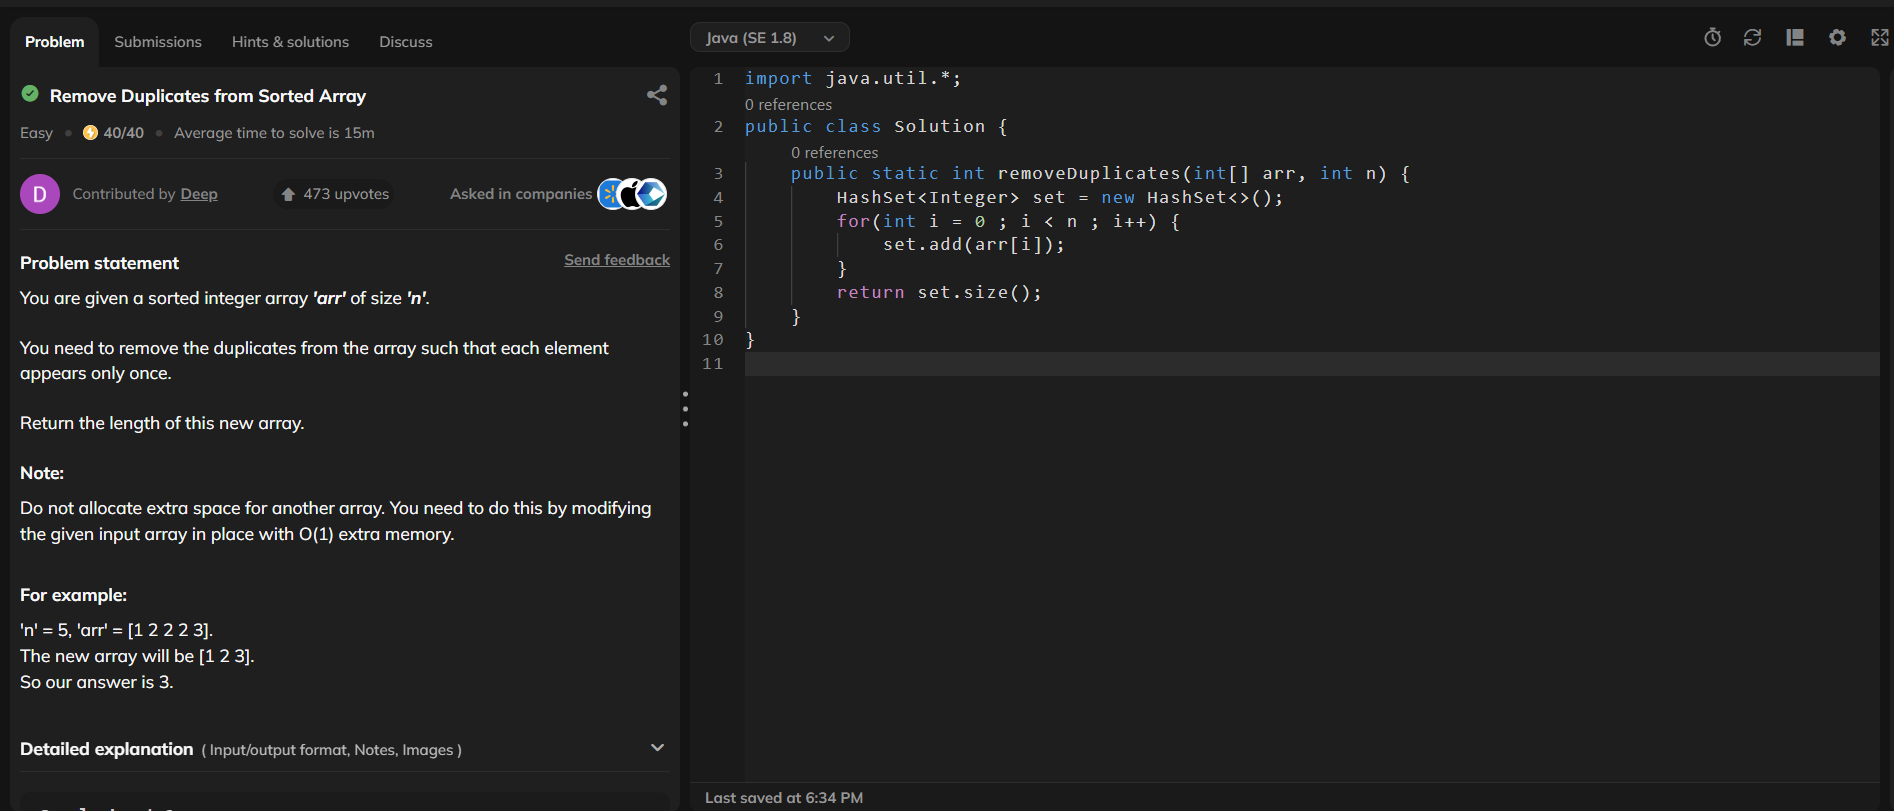 Problem
Submissions
Hints & solutions
Discuss
Remove Duplicates from Sorted Array
Easy • 40/40 • Average time to solve is 15m
D
Contributed by Deep
473 upvotes
Asked in companies
Problem statement
Send feedback
You are given a sorted integer array 'arr' of size 'n'.
You need to remove the duplicates from the array such that each element
appears only once.
Return the length of this new array.
Note:
Do not allocate extra space for another array. You need to do this by modifying
the given input array in place with O(1) extra memory.
For example:
'n' = 5, 'arr' = [1 2 2 2 3].
The new array will be [1 2 3].
So our answer is 3.
Detailed explanation ( Input/output format, Notes, Images )
Java (SE 1.8)
1 import java.util.*;
0 references
2 public class Solution {
0 references
3 public static int removeDuplicates(int[] arr, int n) {
4 HashSet<Integer> set = new HashSet<>();
5 for(int i = 0 ; i < n ; i++) {
6 set.add(arr[i]);
7 }
8 return set.size();
9 }
10 }
11
Last saved at 6:34 PM